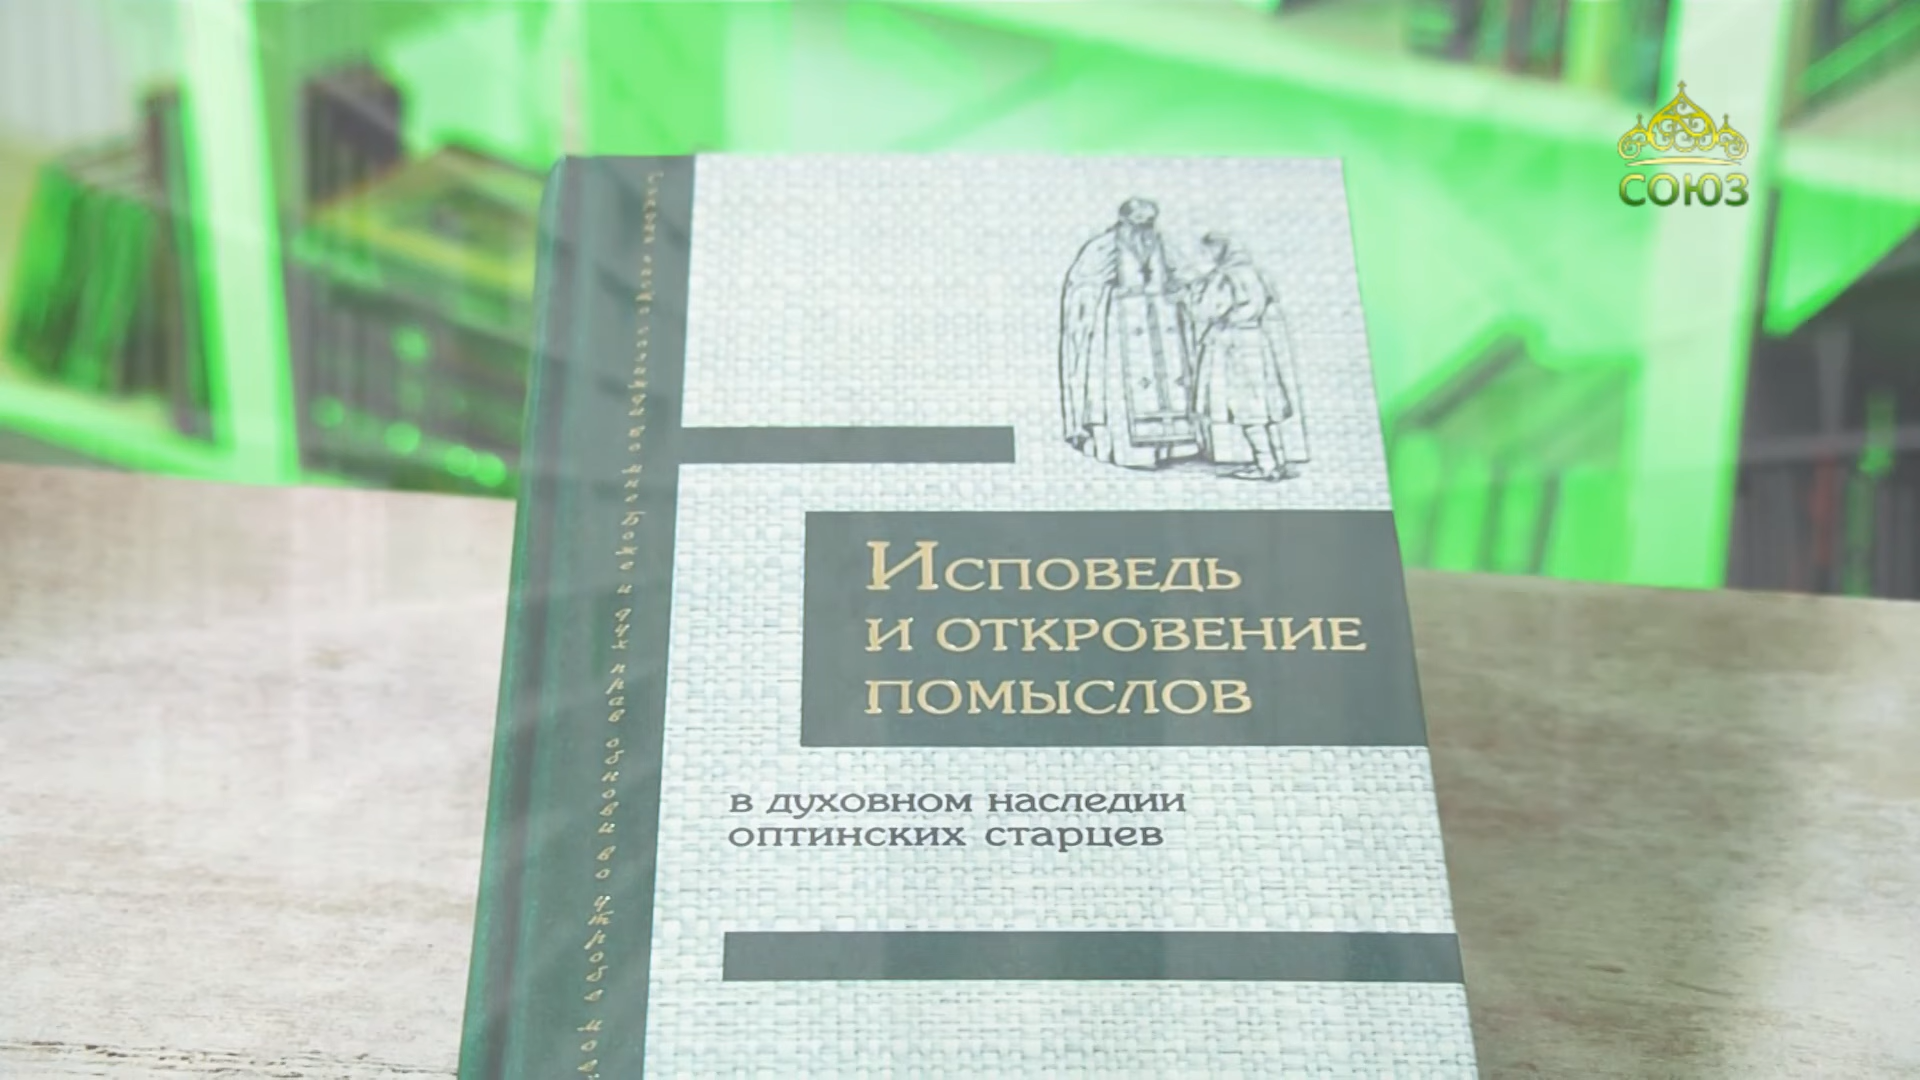 СОЮЗ
Исповедь
и откровение
помыслов
в духовном наследии
оптинских старцев